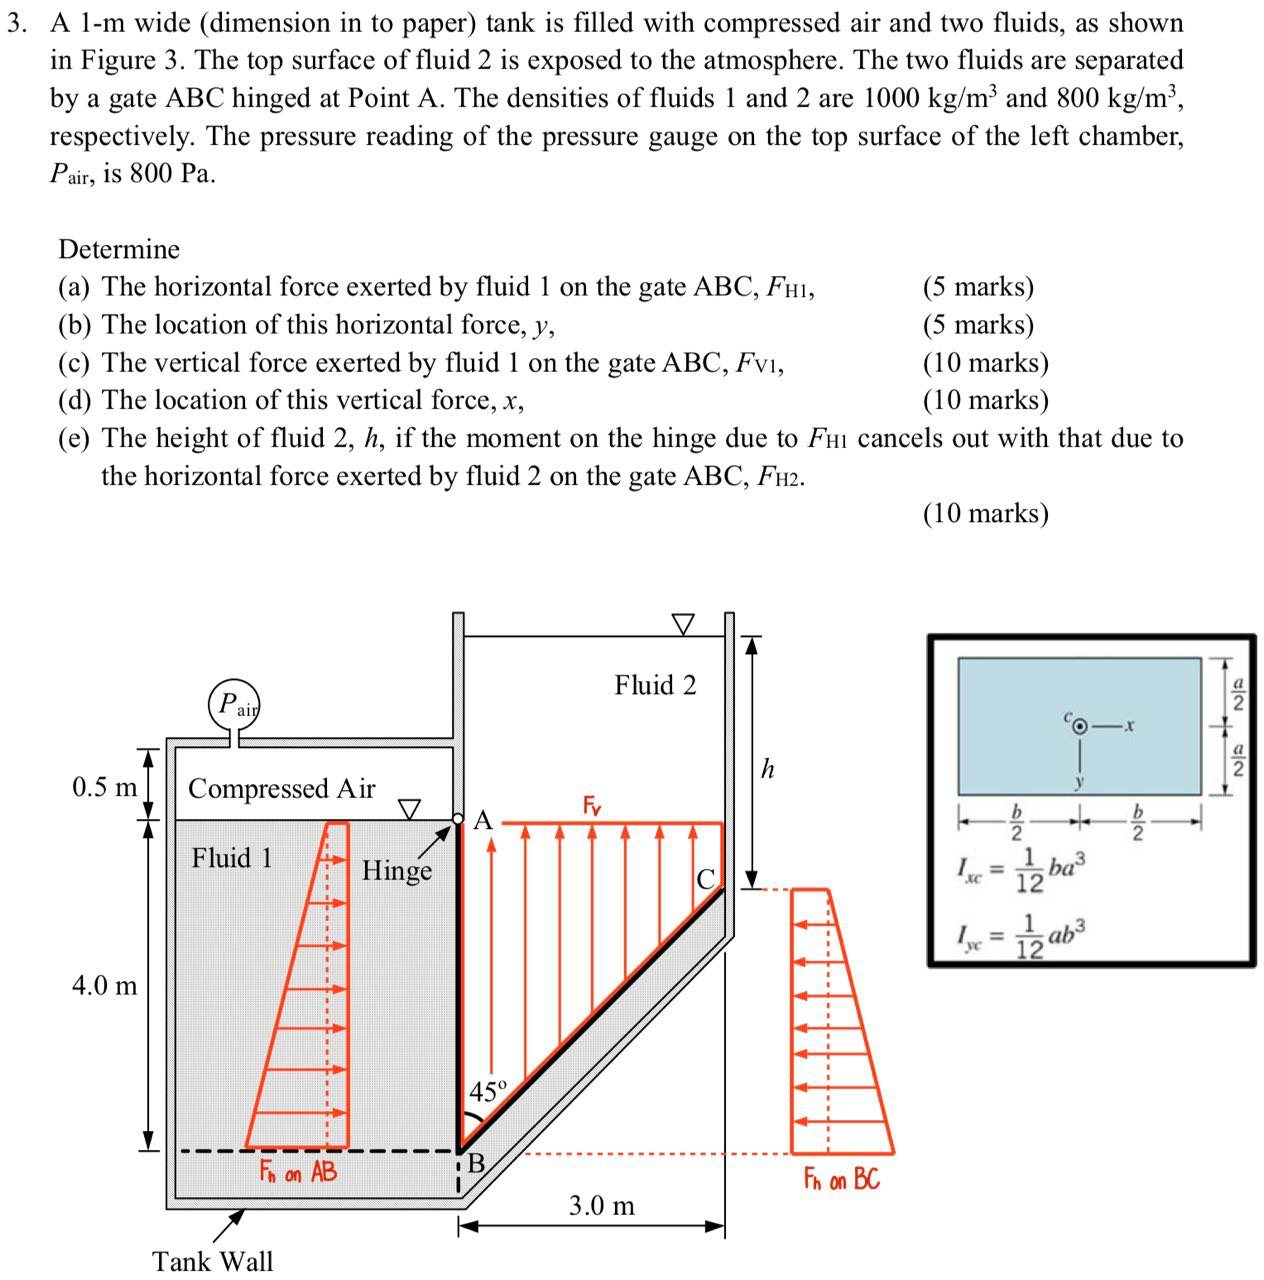 3. A 1-m wide (dimension in to paper) tank is filled with compressed air and two fluids, as shown
in Figure 3. The top surface of fluid 2 is exposed to the atmosphere. The two fluids are separated
by a gate ABC hinged at Point A. The densities of fluids 1 and 2 are 1000 kg/m³ and 800 kg/m³,
respectively. The pressure reading of the pressure gauge on the top surface of the left chamber,
Pair, is 800 Pa.
Determine
(a) The horizontal force exerted by fluid 1 on the gate ABC, FH1, (5 marks)
(b) The location of this horizontal force, y, (5 marks)
(c) The vertical force exerted by fluid 1 on the gate ABC, FV1, (10 marks)
(d) The location of this vertical force, x, (10 marks)
(e) The height of fluid 2, h, if the moment on the hinge due to FH1 cancels out with that due to
the horizontal force exerted by fluid 2 on the gate ABC, FH2.
(10 marks)
Fluid 2
Pair
h
0.5 m
Compressed Air
Fv
A
Fluid 1
Hinge
C
4.0 m
45º
B
Fh on AB
Fh on BC
3.0 m
Tank Wall
a/2
c
x
a/2
y
b/2
b/2
Ixc = 1/12 ba³
Iyc = 1/12 ab³